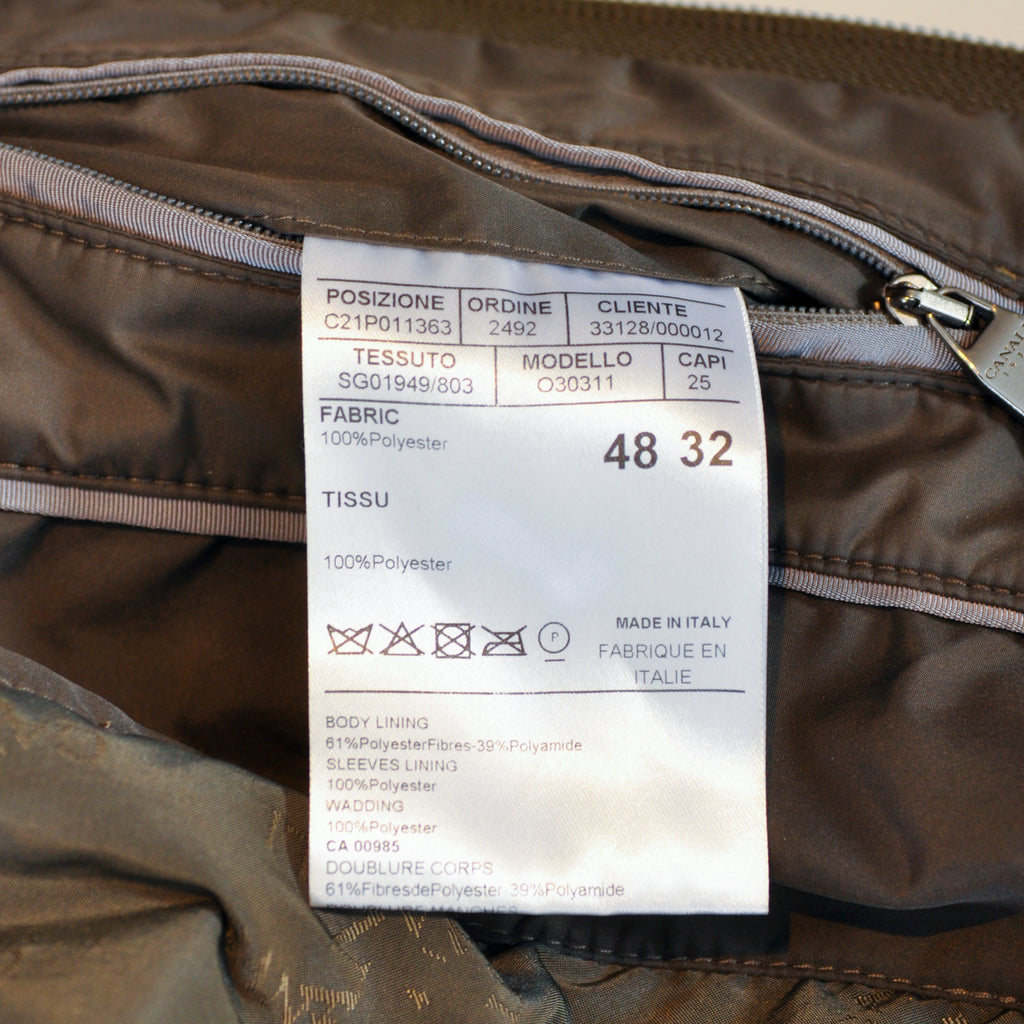 POSIZIONE ORDINE CLIENTE
C21P011363 2492 33128/000012
TESSUTO MODELLO CAPI
SG01949/803 O30311 25
FABRIC
100%Polyester
48 32
TISSU
100%Polyester
P
MADE IN ITALY
FABRIQUE EN
ITALIE
BODY LINING
61%PolyesterFibres-39%Polyamide
SLEEVES LINING
100%Polyester
WADDING
100%Polyester
CA 00985
DOUBLURE CORPS
61%FibresdePolyester-39%Polyamide
DOUBLURE MANCHES